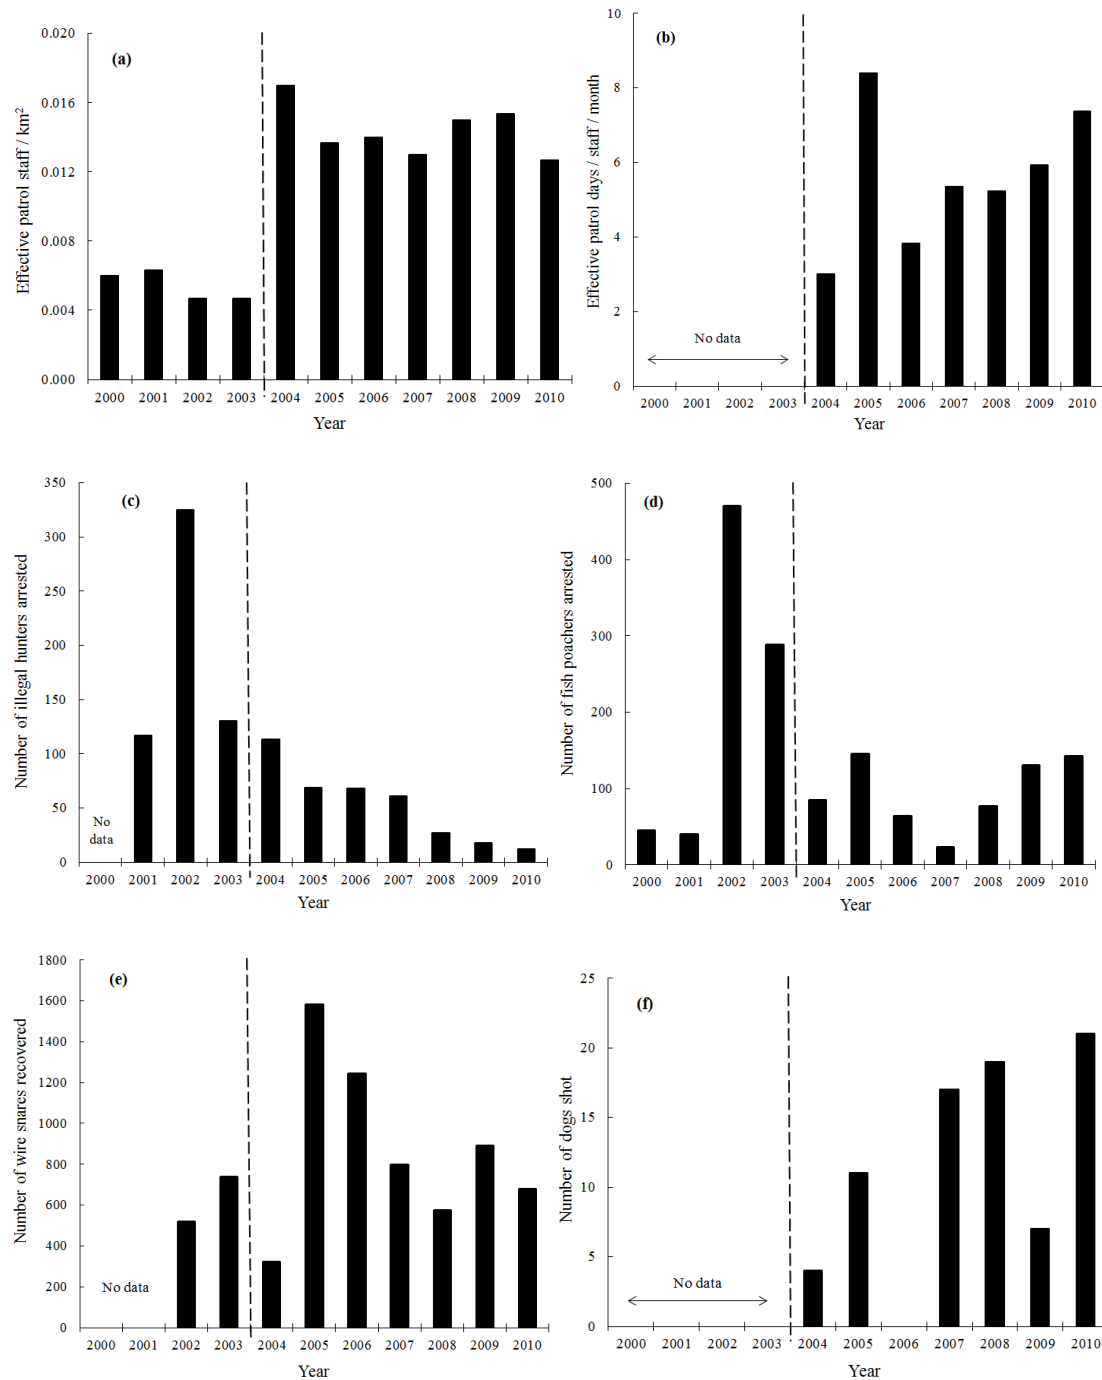 (a)
Effective patrol staff / km²
0.020
0.016
0.012
0.008
0.004
0.000
2000 2001 2002 2003 2004 2005 2006 2007 2008 2009 2010
Year
(b)
Effective patrol days / staff / month
10
8
6
4
2
0
No data
2000 2001 2002 2003 2004 2005 2006 2007 2008 2009 2010
Year
(c)
Number of illegal hunters arrested
350
300
250
200
150
100
50
0
No
data
2000 2001 2002 2003 2004 2005 2006 2007 2008 2009 2010
Year
(d)
Number of fish poachers arrested
500
400
300
200
100
0
2000 2001 2002 2003 2004 2005 2006 2007 2008 2009 2010
Year
(e)
Number of wire snares recovered
1800
1600
1400
1200
1000
800
600
400
200
0
No data
2000 2001 2002 2003 2004 2005 2006 2007 2008 2009 2010
Year
(f)
Number of dogs shot
25
20
15
10
5
0
No data
2000 2001 2002 2003 2004 2005 2006 2007 2008 2009 2010
Year